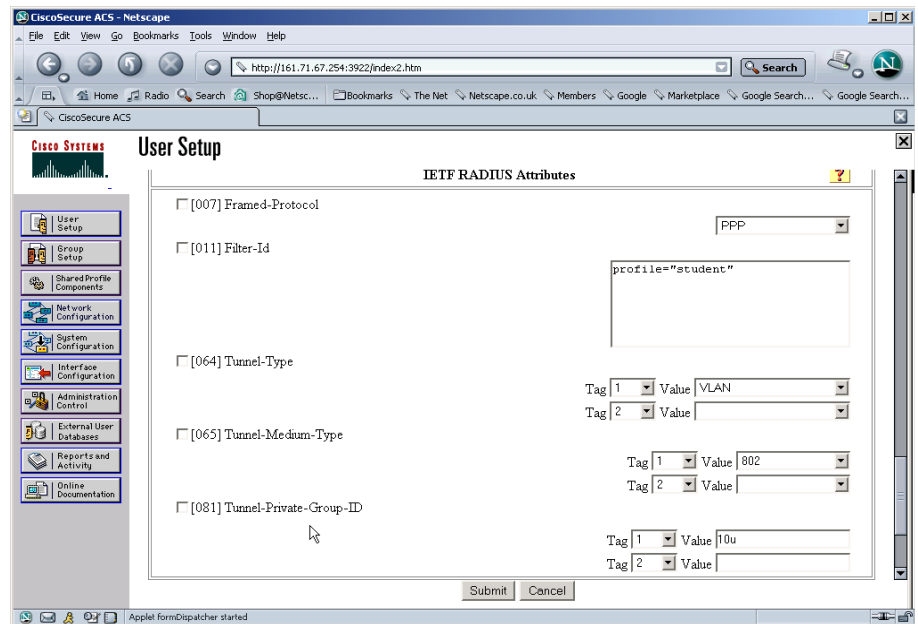 CiscoSecure ACS - Netscape
File Edit View Go Bookmarks Tools Window Help
http://161.71.67.254:3922/index2.htm Search N
Home Radio Search Shop@Netsc... Bookmarks The Net Netscape.co.uk Members Google Marketplace Google Search... Google Search...
CiscoSecure ACS
CISCO SYSTEMS
User Setup
IETF RADIUS Attributes ?
User Setup
Group Setup
Shared Profile Components
Network Configuration
System Configuration
Interface Configuration
Administration Control
External User Databases
Reports and Activity
Online Documentation
[007] Framed-Protocol
PPP
[011] Filter-Id
profile="student"
[064] Tunnel-Type
Tag 1 Value VLAN
Tag 2 Value
[065] Tunnel-Medium-Type
Tag 1 Value 802
Tag 2 Value
[081] Tunnel-Private-Group-ID
Tag 1 Value 10u
Tag 2 Value
Submit Cancel
Applet formDispatcher started